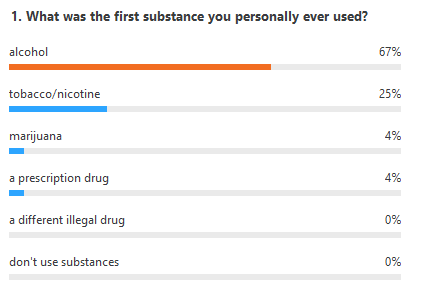 1. What was the first substance you personally ever used?
alcohol 67%
tobacco/nicotine 25%
marijuana 4%
a prescription drug 4%
a different illegal drug 0%
don't use substances 0%